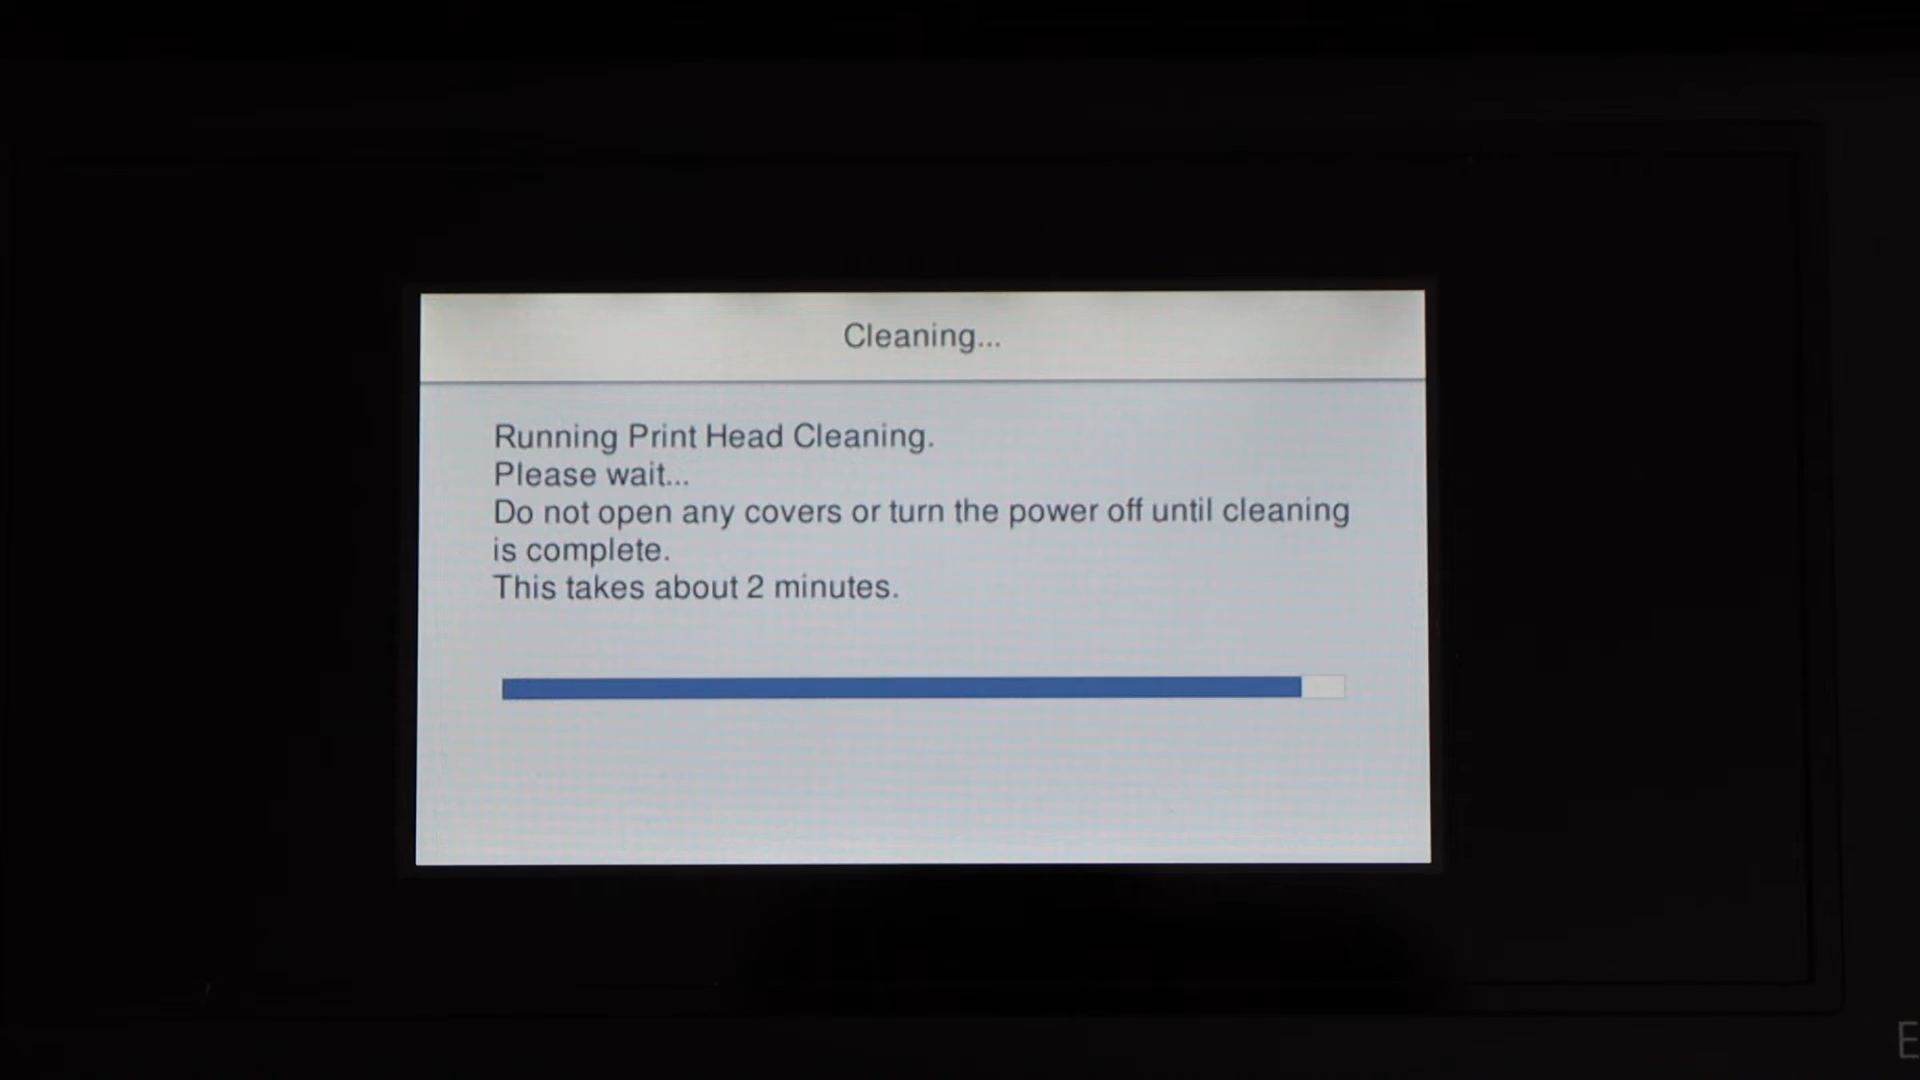 Cleaning...
Running Print Head Cleaning.
Please wait...
Do not open any covers or turn the power off until cleaning
is complete.
This takes about 2 minutes.
E